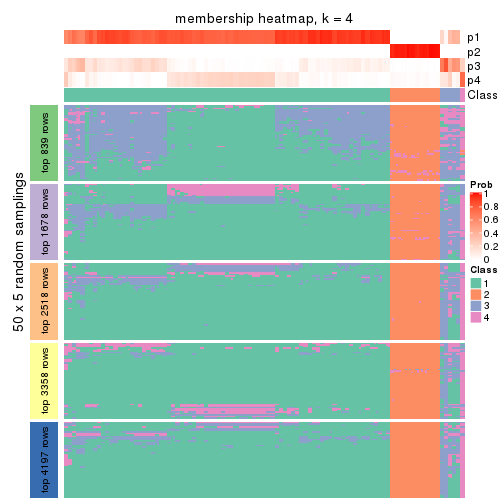 membership heatmap, k = 4
p1
p2
p3
p4
Class
50 x 5 random samplings
top 839 rows
top 1678 rows
top 2518 rows
top 3358 rows
top 4197 rows
Prob
1
0.8
0.6
0.4
0.2
0
Class
1
2
3
4